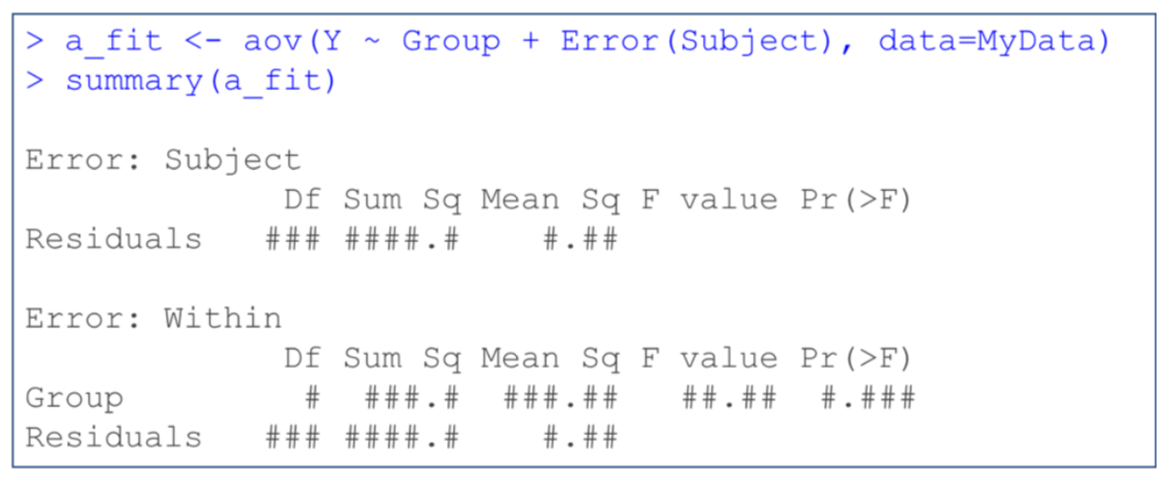 > a_fit <- aov(Y ~ Group + Error(Subject), data=MyData)
> summary(a_fit)
Error: Subject
Df Sum Sq Mean Sq F value Pr(>F)
Residuals ### ####.# #.##
Error: Within
Df Sum Sq Mean Sq F value Pr(>F)
Group # ###.# ###.## ##.## #.###
Residuals ### ####.# #.##